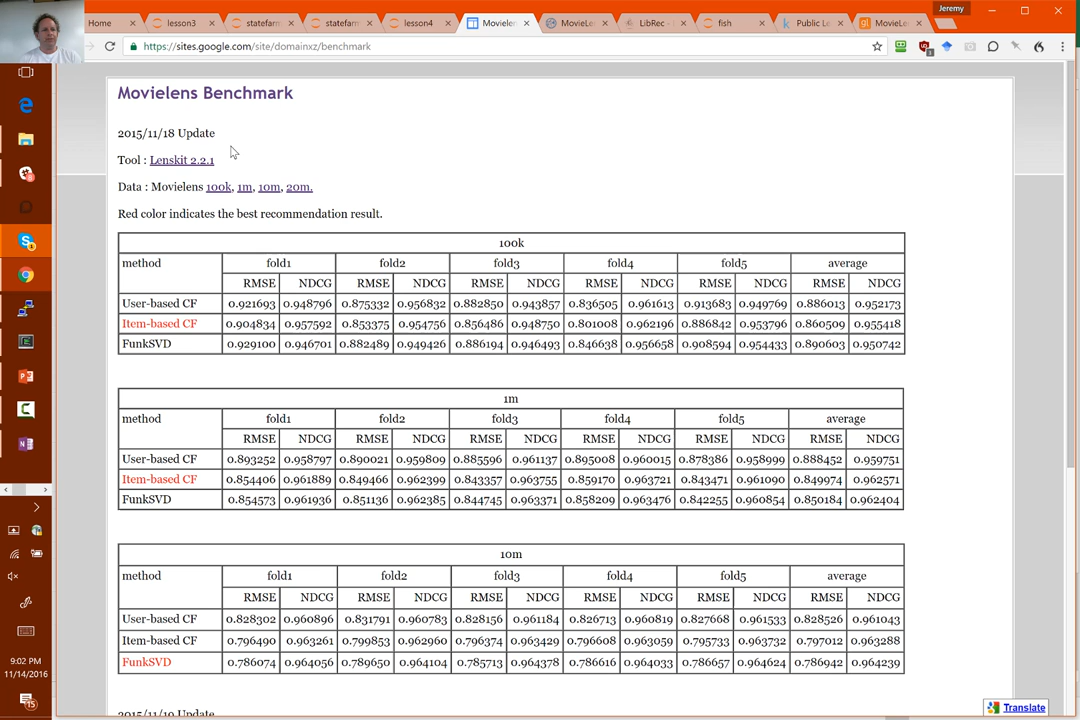 Home
lesson3
statefarm
statefarm
lesson4
Movielens
MovieLens
LibRec -
fish
Public Le
MovieLens
Jeremy
https://sites.google.com/site/domainxz/benchmark
Movielens Benchmark
2015/11/18 Update
Tool : Lenskit 2.2.1
Data : Movielens 100k, 1m, 10m, 20m.
Red color indicates the best recommendation result.
100k
method fold1 fold2 fold3 fold4 fold5 average
RMSE NDCG RMSE NDCG RMSE NDCG RMSE NDCG RMSE NDCG RMSE NDCG
User-based CF 0.921693 0.948796 0.875332 0.956832 0.882850 0.943857 0.836505 0.961613 0.913683 0.949769 0.886013 0.952173
Item-based CF 0.904834 0.957592 0.853375 0.954756 0.856486 0.948750 0.801008 0.962196 0.886842 0.953796 0.860509 0.955418
FunkSVD 0.929100 0.946701 0.882489 0.949426 0.886194 0.946493 0.846638 0.956658 0.908594 0.954433 0.890603 0.950742
1m
method fold1 fold2 fold3 fold4 fold5 average
RMSE NDCG RMSE NDCG RMSE NDCG RMSE NDCG RMSE NDCG RMSE NDCG
User-based CF 0.893252 0.958797 0.890021 0.959809 0.885596 0.961137 0.895008 0.960015 0.878386 0.958999 0.888452 0.959751
Item-based CF 0.854406 0.961889 0.849466 0.962399 0.843357 0.963755 0.859170 0.963721 0.843471 0.961090 0.849974 0.962571
FunkSVD 0.854573 0.961936 0.851136 0.962385 0.844745 0.963371 0.858209 0.963476 0.842255 0.960854 0.850184 0.962404
10m
method fold1 fold2 fold3 fold4 fold5 average
RMSE NDCG RMSE NDCG RMSE NDCG RMSE NDCG RMSE NDCG RMSE NDCG
User-based CF 0.828302 0.960896 0.831791 0.960783 0.828156 0.961184 0.826713 0.960819 0.827668 0.961533 0.828526 0.961043
Item-based CF 0.796490 0.963261 0.799853 0.962960 0.796374 0.963429 0.796608 0.963059 0.795733 0.963732 0.797012 0.963288
FunkSVD 0.786074 0.964056 0.789650 0.964104 0.785713 0.964378 0.786616 0.964033 0.786657 0.964624 0.786942 0.964239
2015/11/19 Update
Translate
9:02 PM
11/14/2016
15